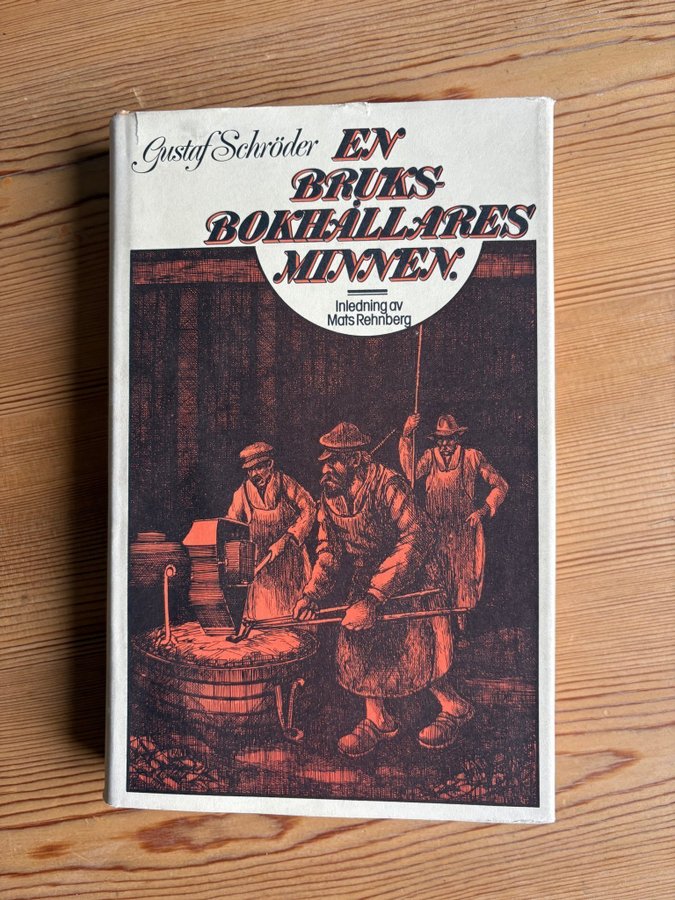 Gustaf Schröder
EN
BRUKS-
BOKHÅLLARES
MINNEN.
Inledning av
Mats Rehnberg